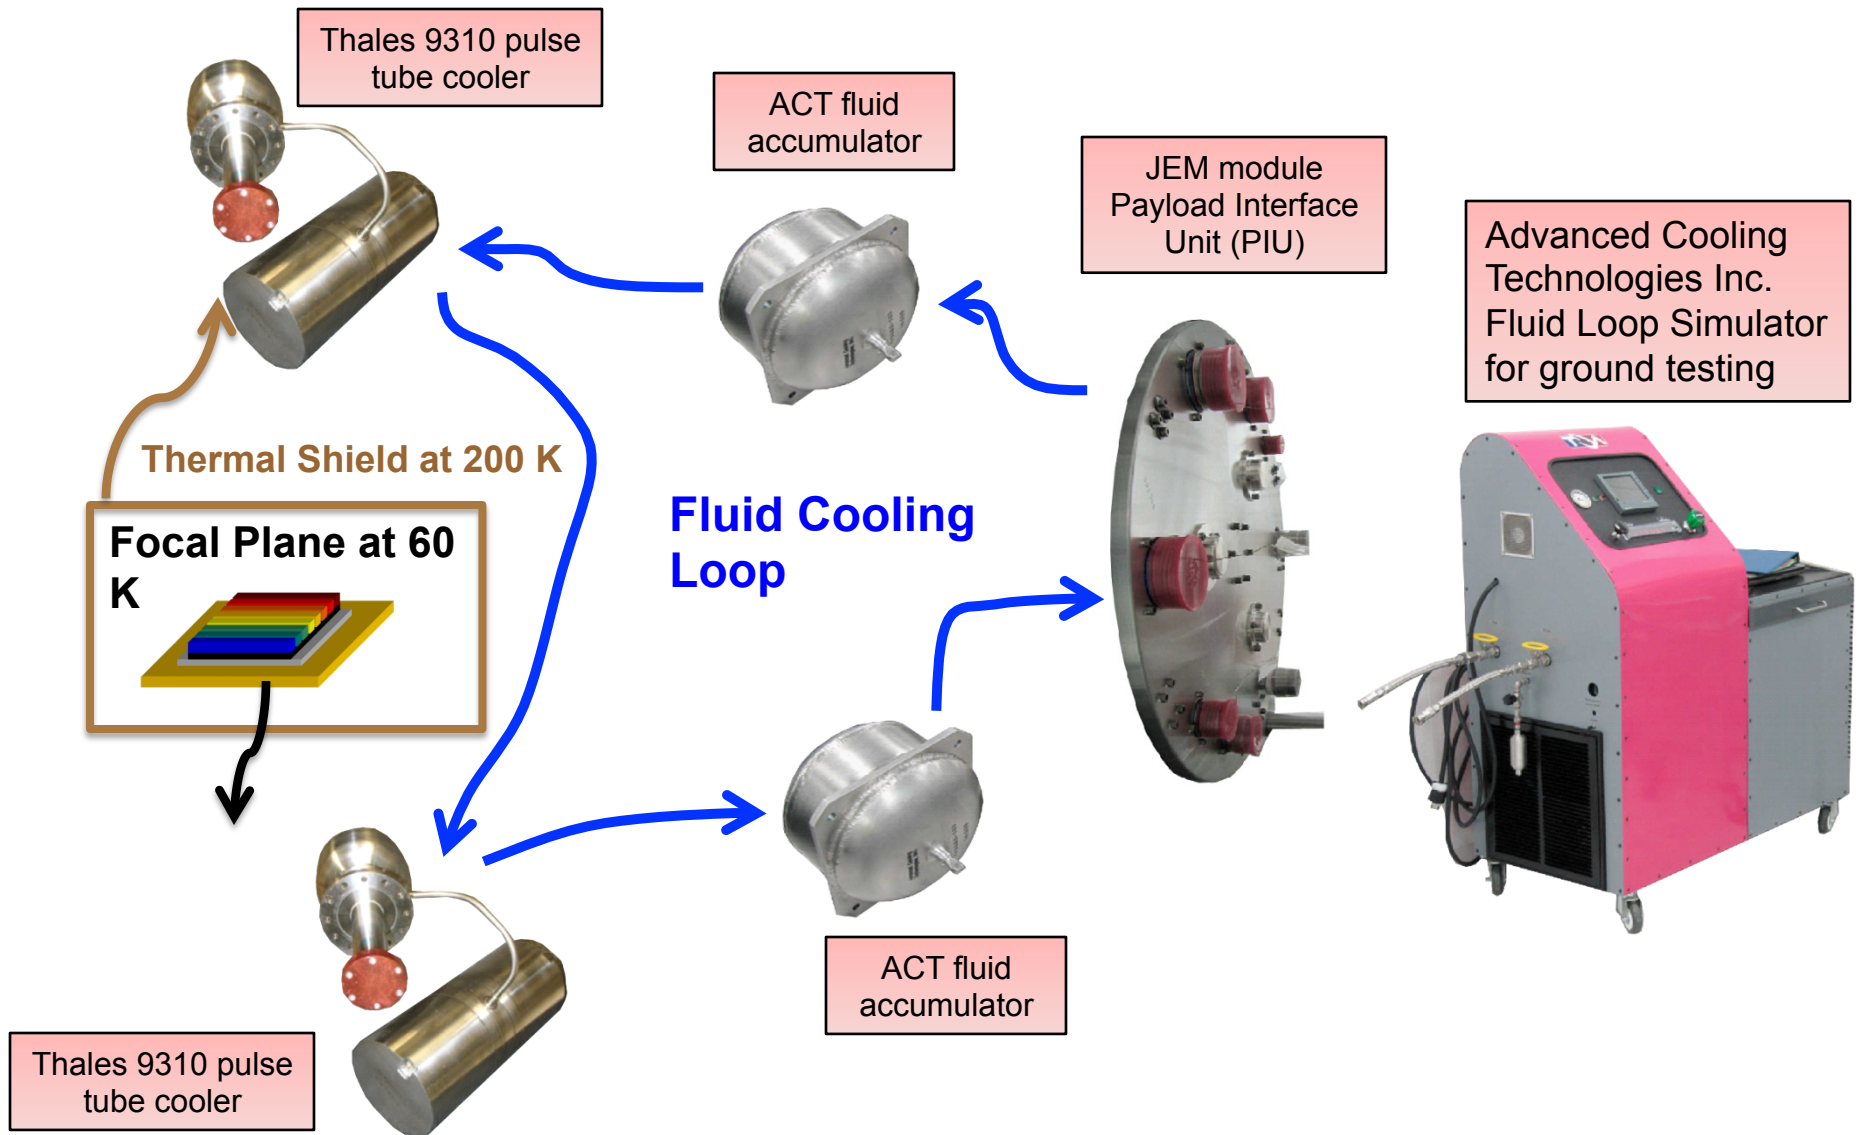 Thales 9310 pulse
tube cooler
ACT fluid
accumulator
JEM module
Payload Interface
Unit (PIU)
Advanced Cooling
Technologies Inc.
Fluid Loop Simulator
for ground testing
Thermal Shield at 200 K
Focal Plane at 60
K
Fluid Cooling
Loop
ACT fluid
accumulator
Thales 9310 pulse
tube cooler